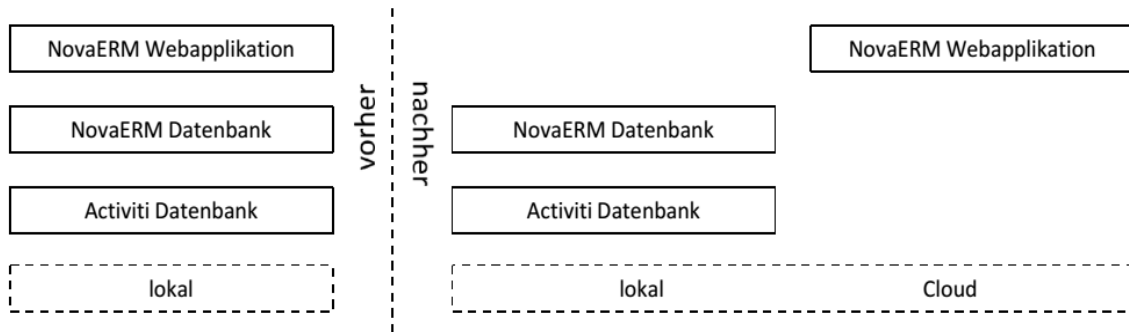 NovaERM Webapplikation
NovaERM Datenbank
Activiti Datenbank
lokal
vorher
nachher
NovaERM Webapplikation
NovaERM Datenbank
Activiti Datenbank
lokal
Cloud